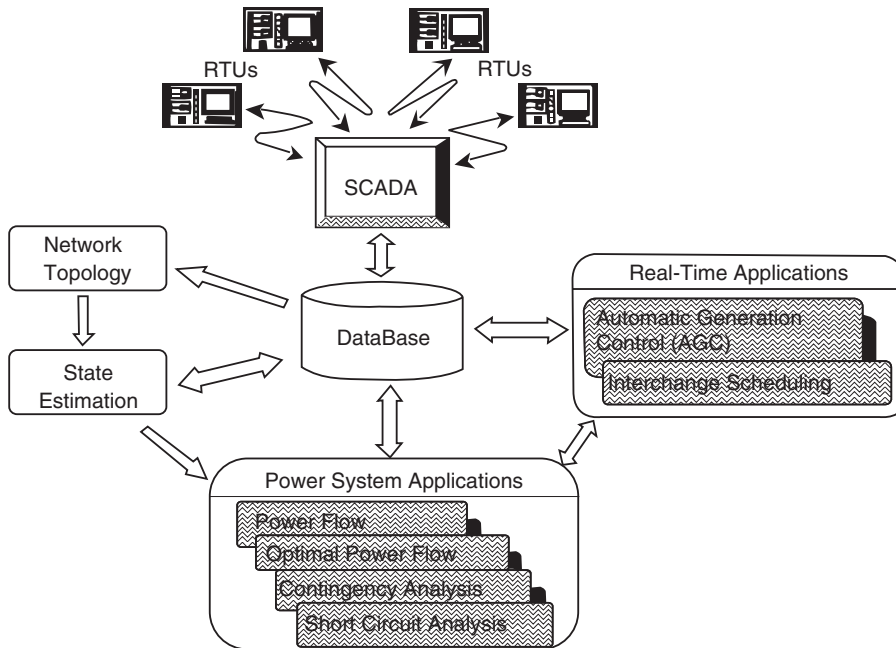 RTUs
RTUs
SCADA
Network
Topology
Real-Time Applications
Automatic Generation
Control (AGC)
DataBase
State
Estimation
Interchange Scheduling
Power System Applications
Power Flow
Optimal Power Flow
Contingency Analysis
Short Circuit Analysis